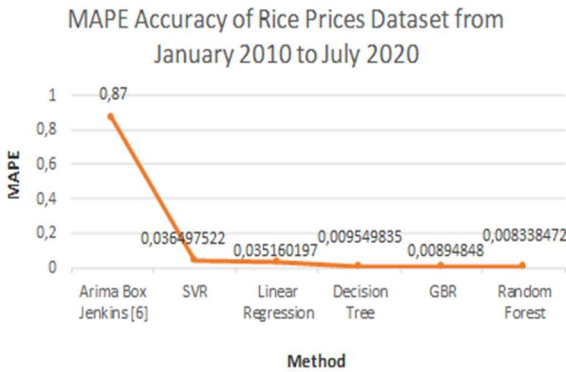 MAPE Accuracy of Rice Prices Dataset from
January 2010 to July 2020
MAPE
1
0,8
0,6
0,4
0,2
0
0,87
0,036497522
0,035160197
0,009549835
0,00894848
0,008338472
Arima Box
Jenkins [6]
SVR
Linear
Regression
Decision
Tree
GBR
Random
Forest
Method